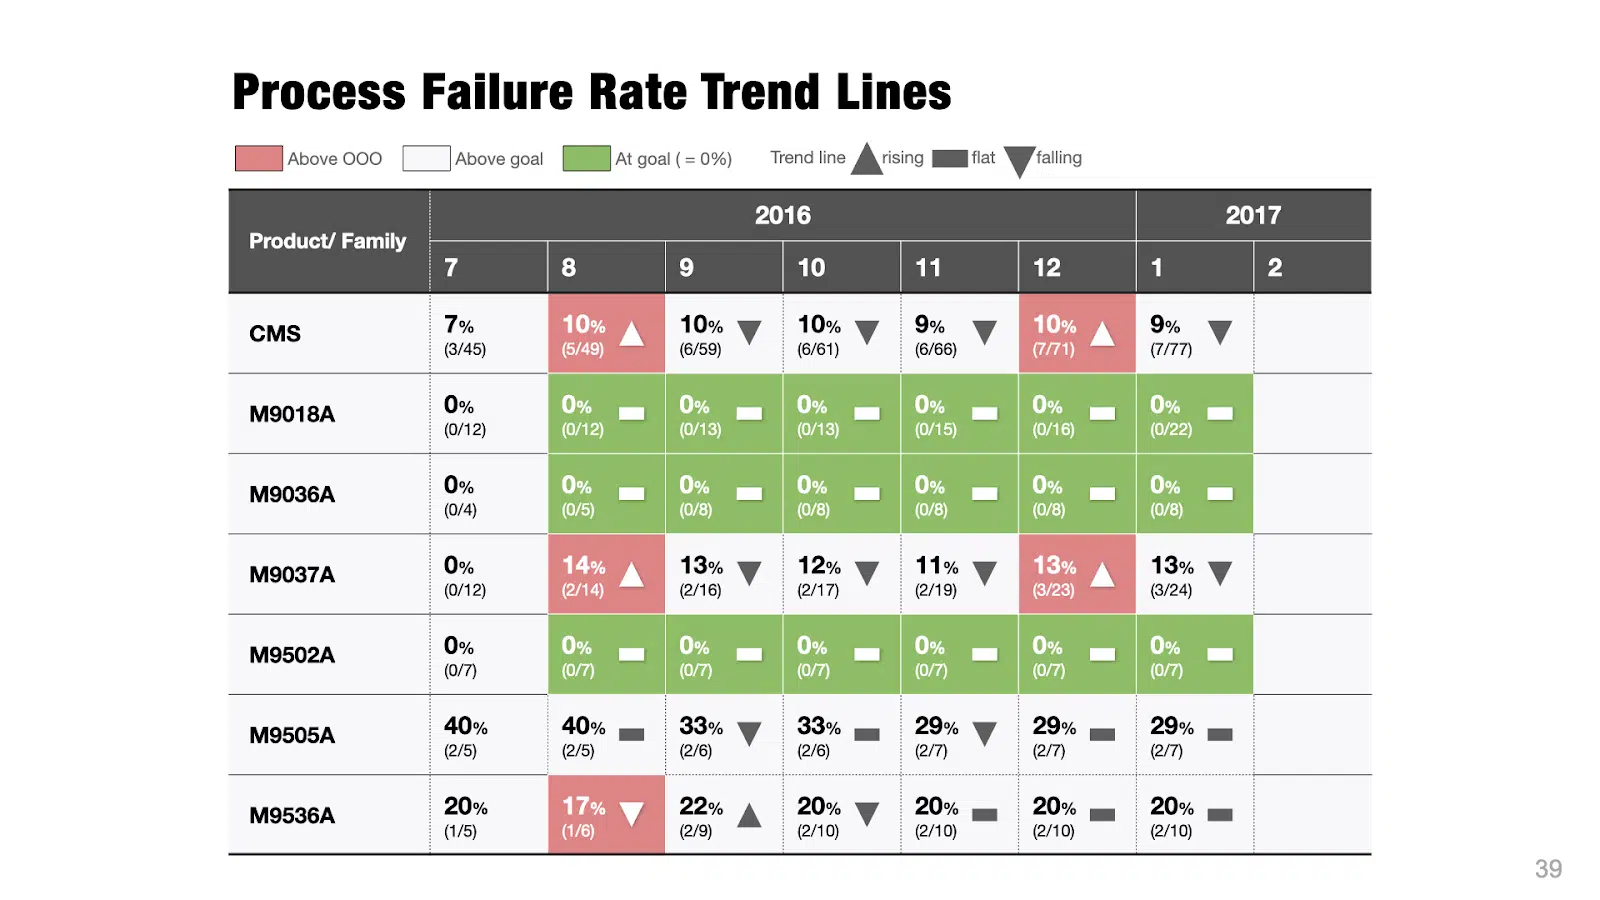 Process Failure Rate Trend Lines
Above OOO Above goal At goal ( = 0%) Trend line rising flat falling
Product/ Family 2016 2017
7 8 9 10 11 12 1 2
CMS 7% 10% 10% 10% 9% 10% 9%
(3/45) (5/49) (6/59) (6/61) (6/66) (7/71) (7/77)
M9018A 0% 0% 0% 0% 0% 0% 0%
(0/12) (0/12) (0/13) (0/13) (0/15) (0/16) (0/22)
M9036A 0% 0% 0% 0% 0% 0% 0%
(0/4) (0/5) (0/8) (0/8) (0/8) (0/8) (0/8)
M9037A 0% 14% 13% 12% 11% 13% 13%
(0/12) (2/14) (2/16) (2/17) (2/19) (3/23) (3/24)
M9502A 0% 0% 0% 0% 0% 0% 0%
(0/7) (0/7) (0/7) (0/7) (0/7) (0/7) (0/7)
M9505A 40% 40% 33% 33% 29% 29% 29%
(2/5) (2/5) (2/6) (2/6) (2/7) (2/7) (2/7)
M9536A 20% 17% 22% 20% 20% 20% 20%
(1/5) (1/6) (2/9) (2/10) (2/10) (2/10) (2/10)
39